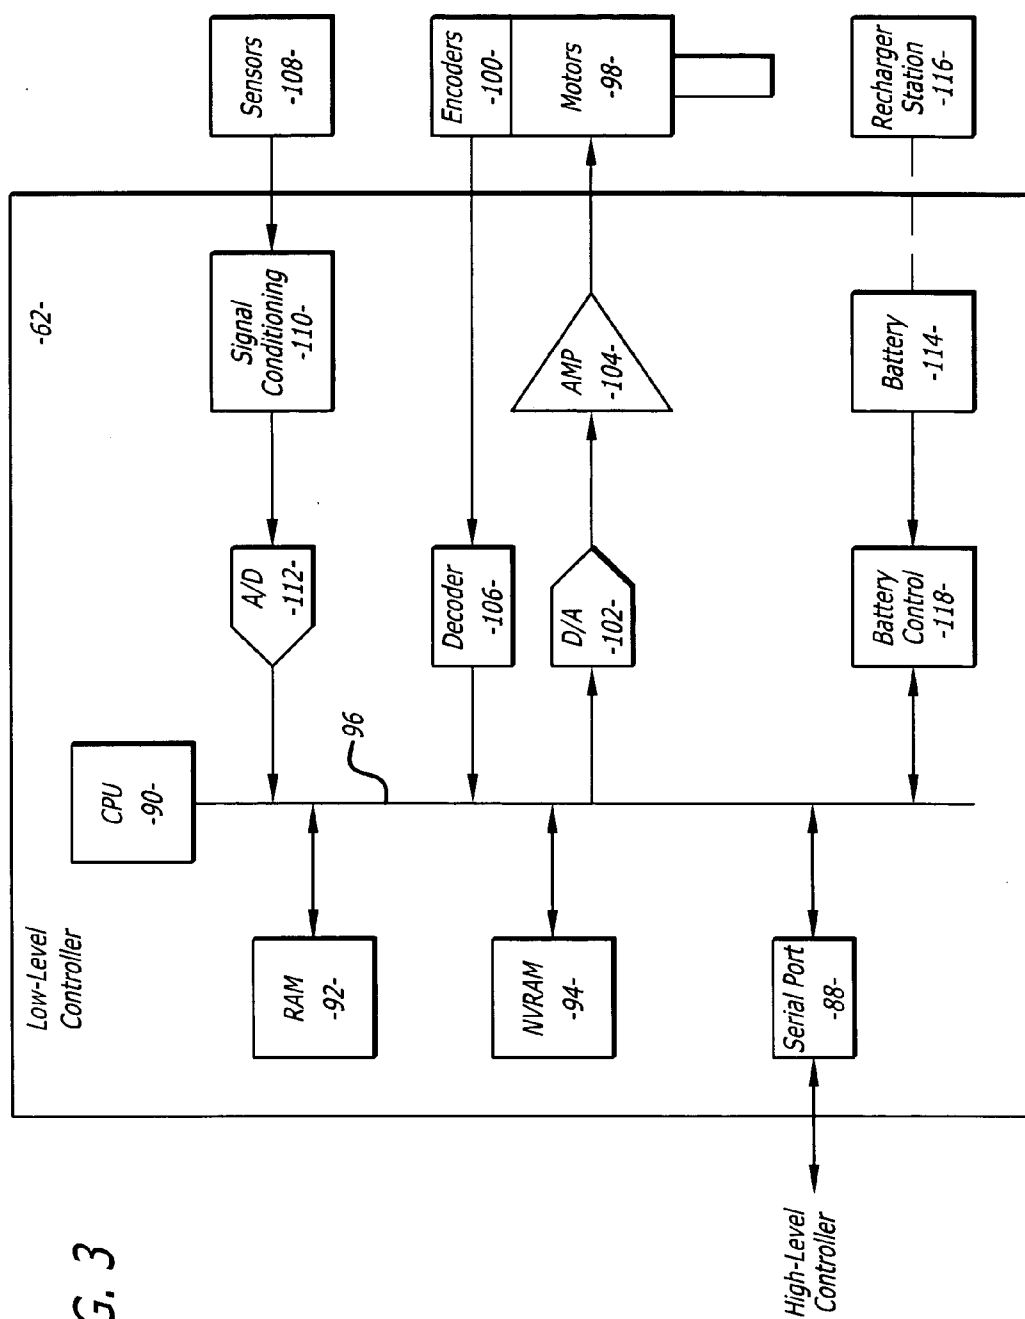 Low-Level
Controller
-62-
CPU
-90-
96
RAM
-92-
NVRAM
-94-
Serial Port
-88-
High-Level
Controller
A/D
-112-
Signal
Conditioning
-110-
Sensors
-108-
Decoder
-106-
Encoders
-100-
D/A
-102-
AMP
-104-
Motors
-98-
Battery
Control
-118-
Battery
-114-
Recharger
Station
-116-
G. 3